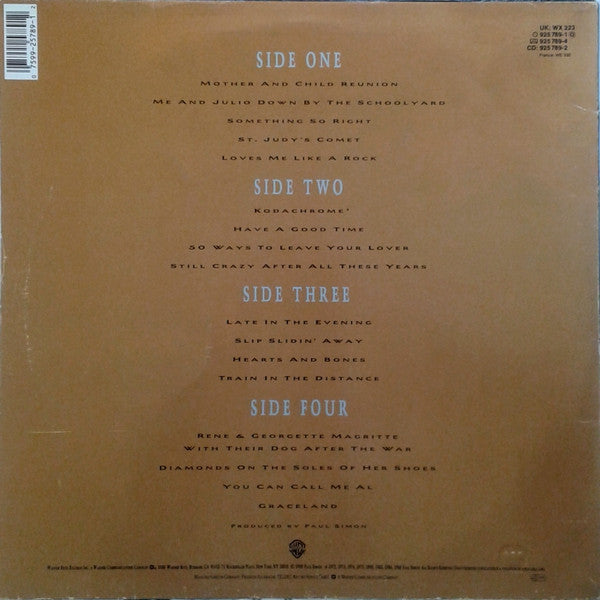 UK: WX 223
925 789-1
925 789-4
CD: 925 789-2
0 7599-25789-1 2
SIDE ONE
MOTHER AND CHILD REUNION
ME AND JULIO DOWN BY THE SCHOOLYARD
SOMETHING SO RIGHT
ST. JUDY'S COMET
LOVES ME LIKE A ROCK
SIDE TWO
KODACHROME'
HAVE A GOOD TIME
50 WAYS TO LEAVE YOUR LOVER
STILL CRAZY AFTER ALL THESE YEARS
SIDE THREE
LATE IN THE EVENING
SLIP SLIDIN' AWAY
HEARTS AND BONES
TRAIN IN THE DISTANCE
SIDE FOUR
RENE & GEORGETTE MAGRITTE
WITH THEIR DOG AFTER THE WAR
DIAMONDS ON THE SOLES OF HER SHOES
YOU CAN CALL ME AL
GRACELAND
PRODUCED BY PAUL SIMON